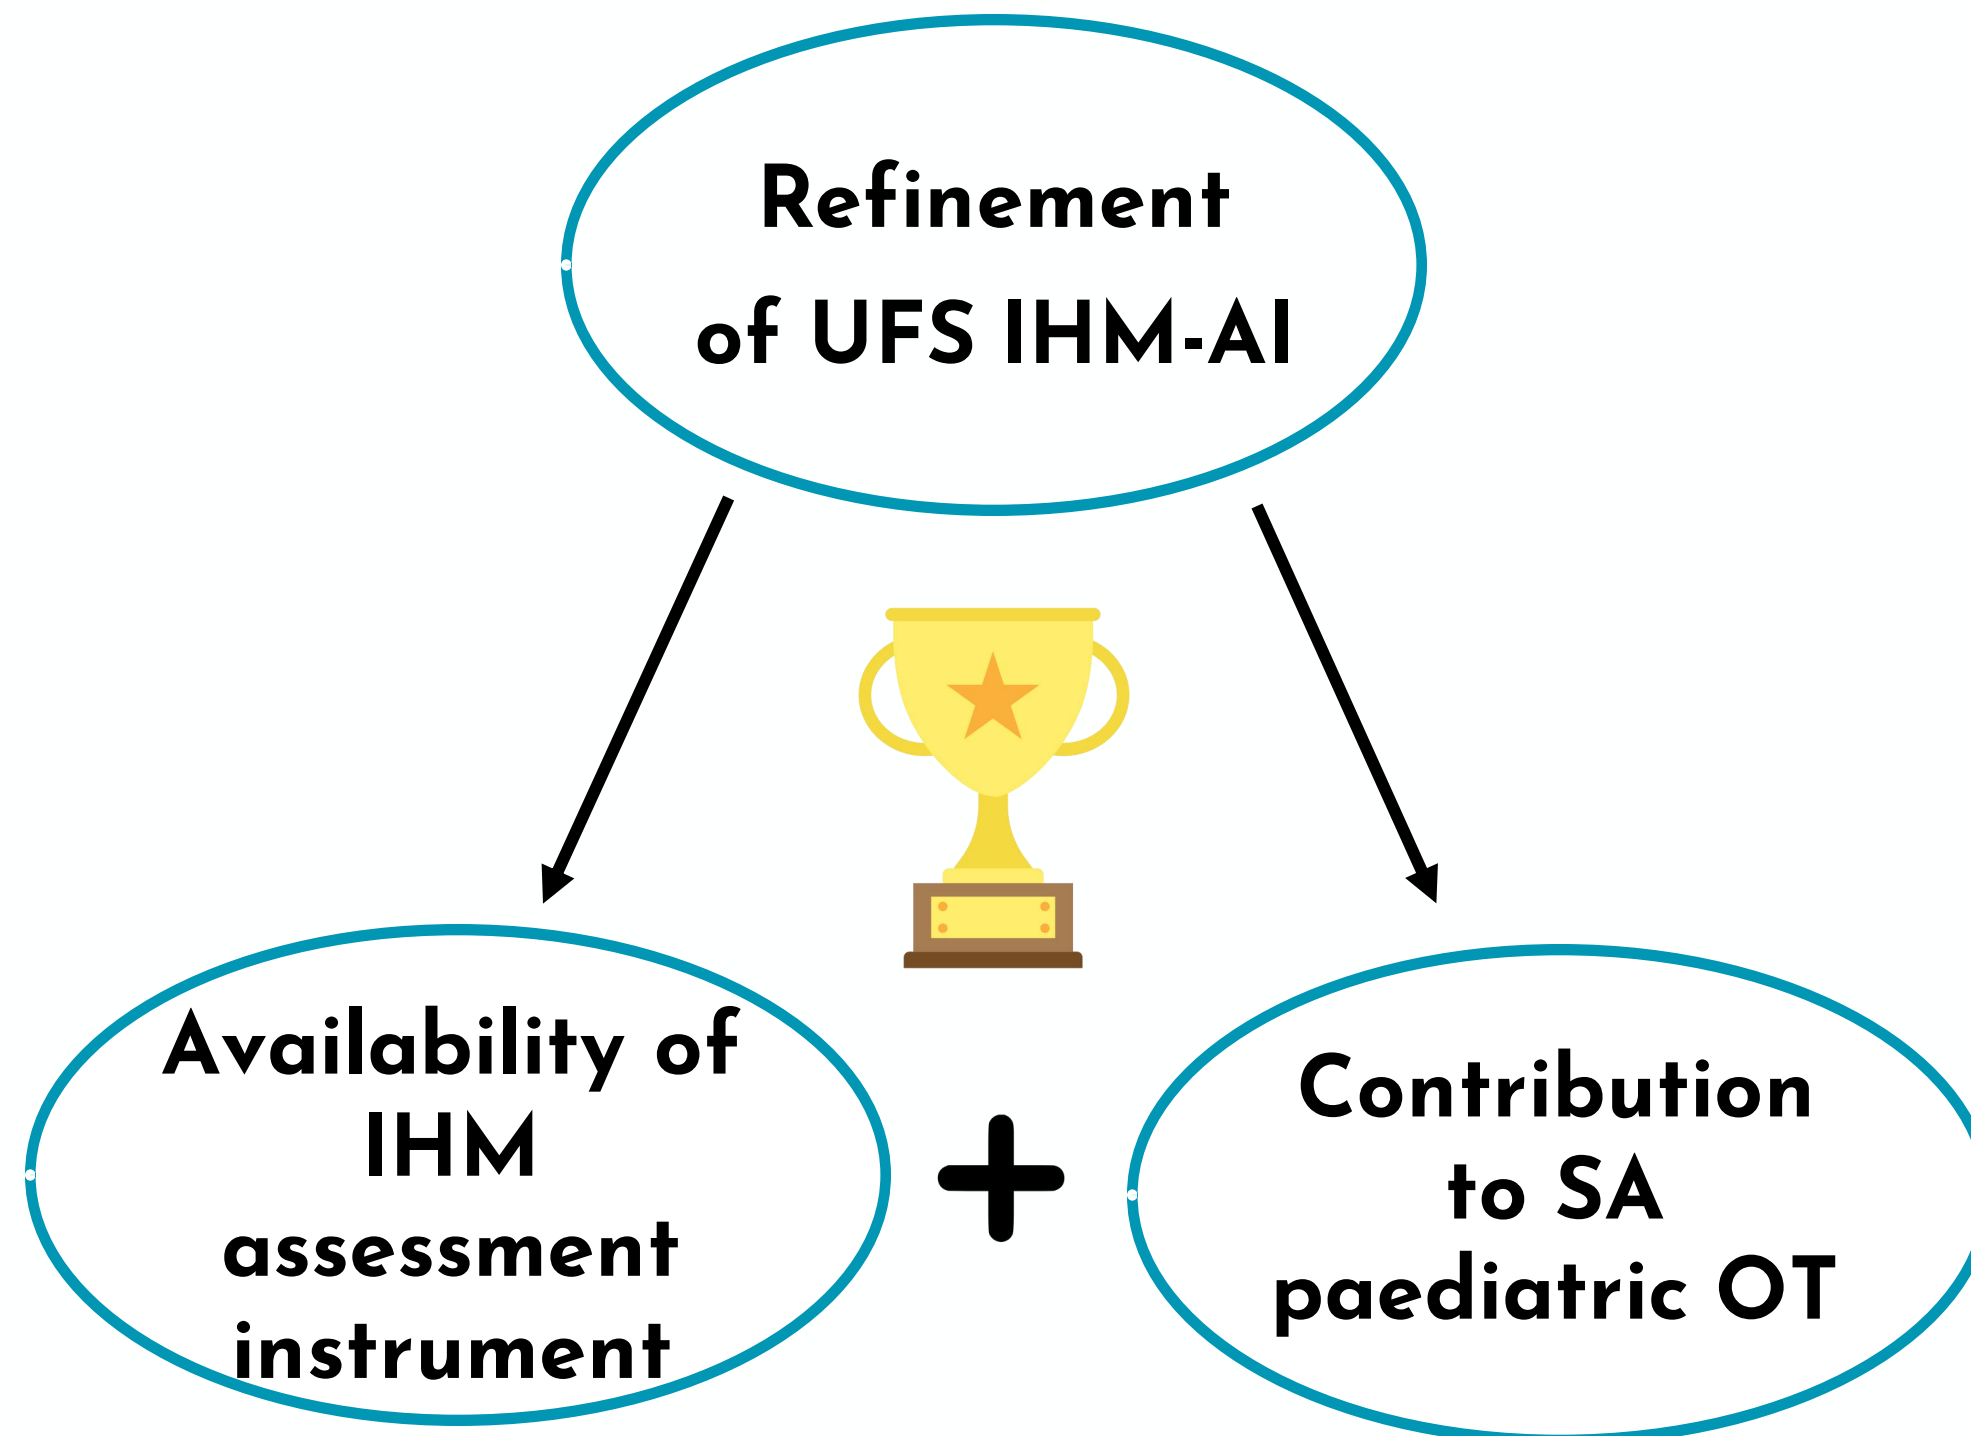 Refinement
of UFS IHM-AI
Availability of
IHM
assessment
instrument
Contribution
to SA
paediatric OT